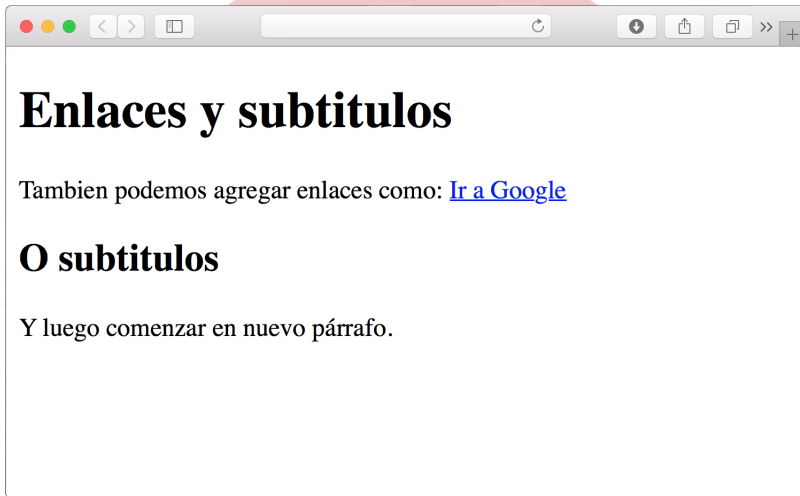 Enlaces y subtitulos
Tambien podemos agregar enlaces como: Ir a Google
O subtitulos
Y luego comenzar en nuevo párrafo.